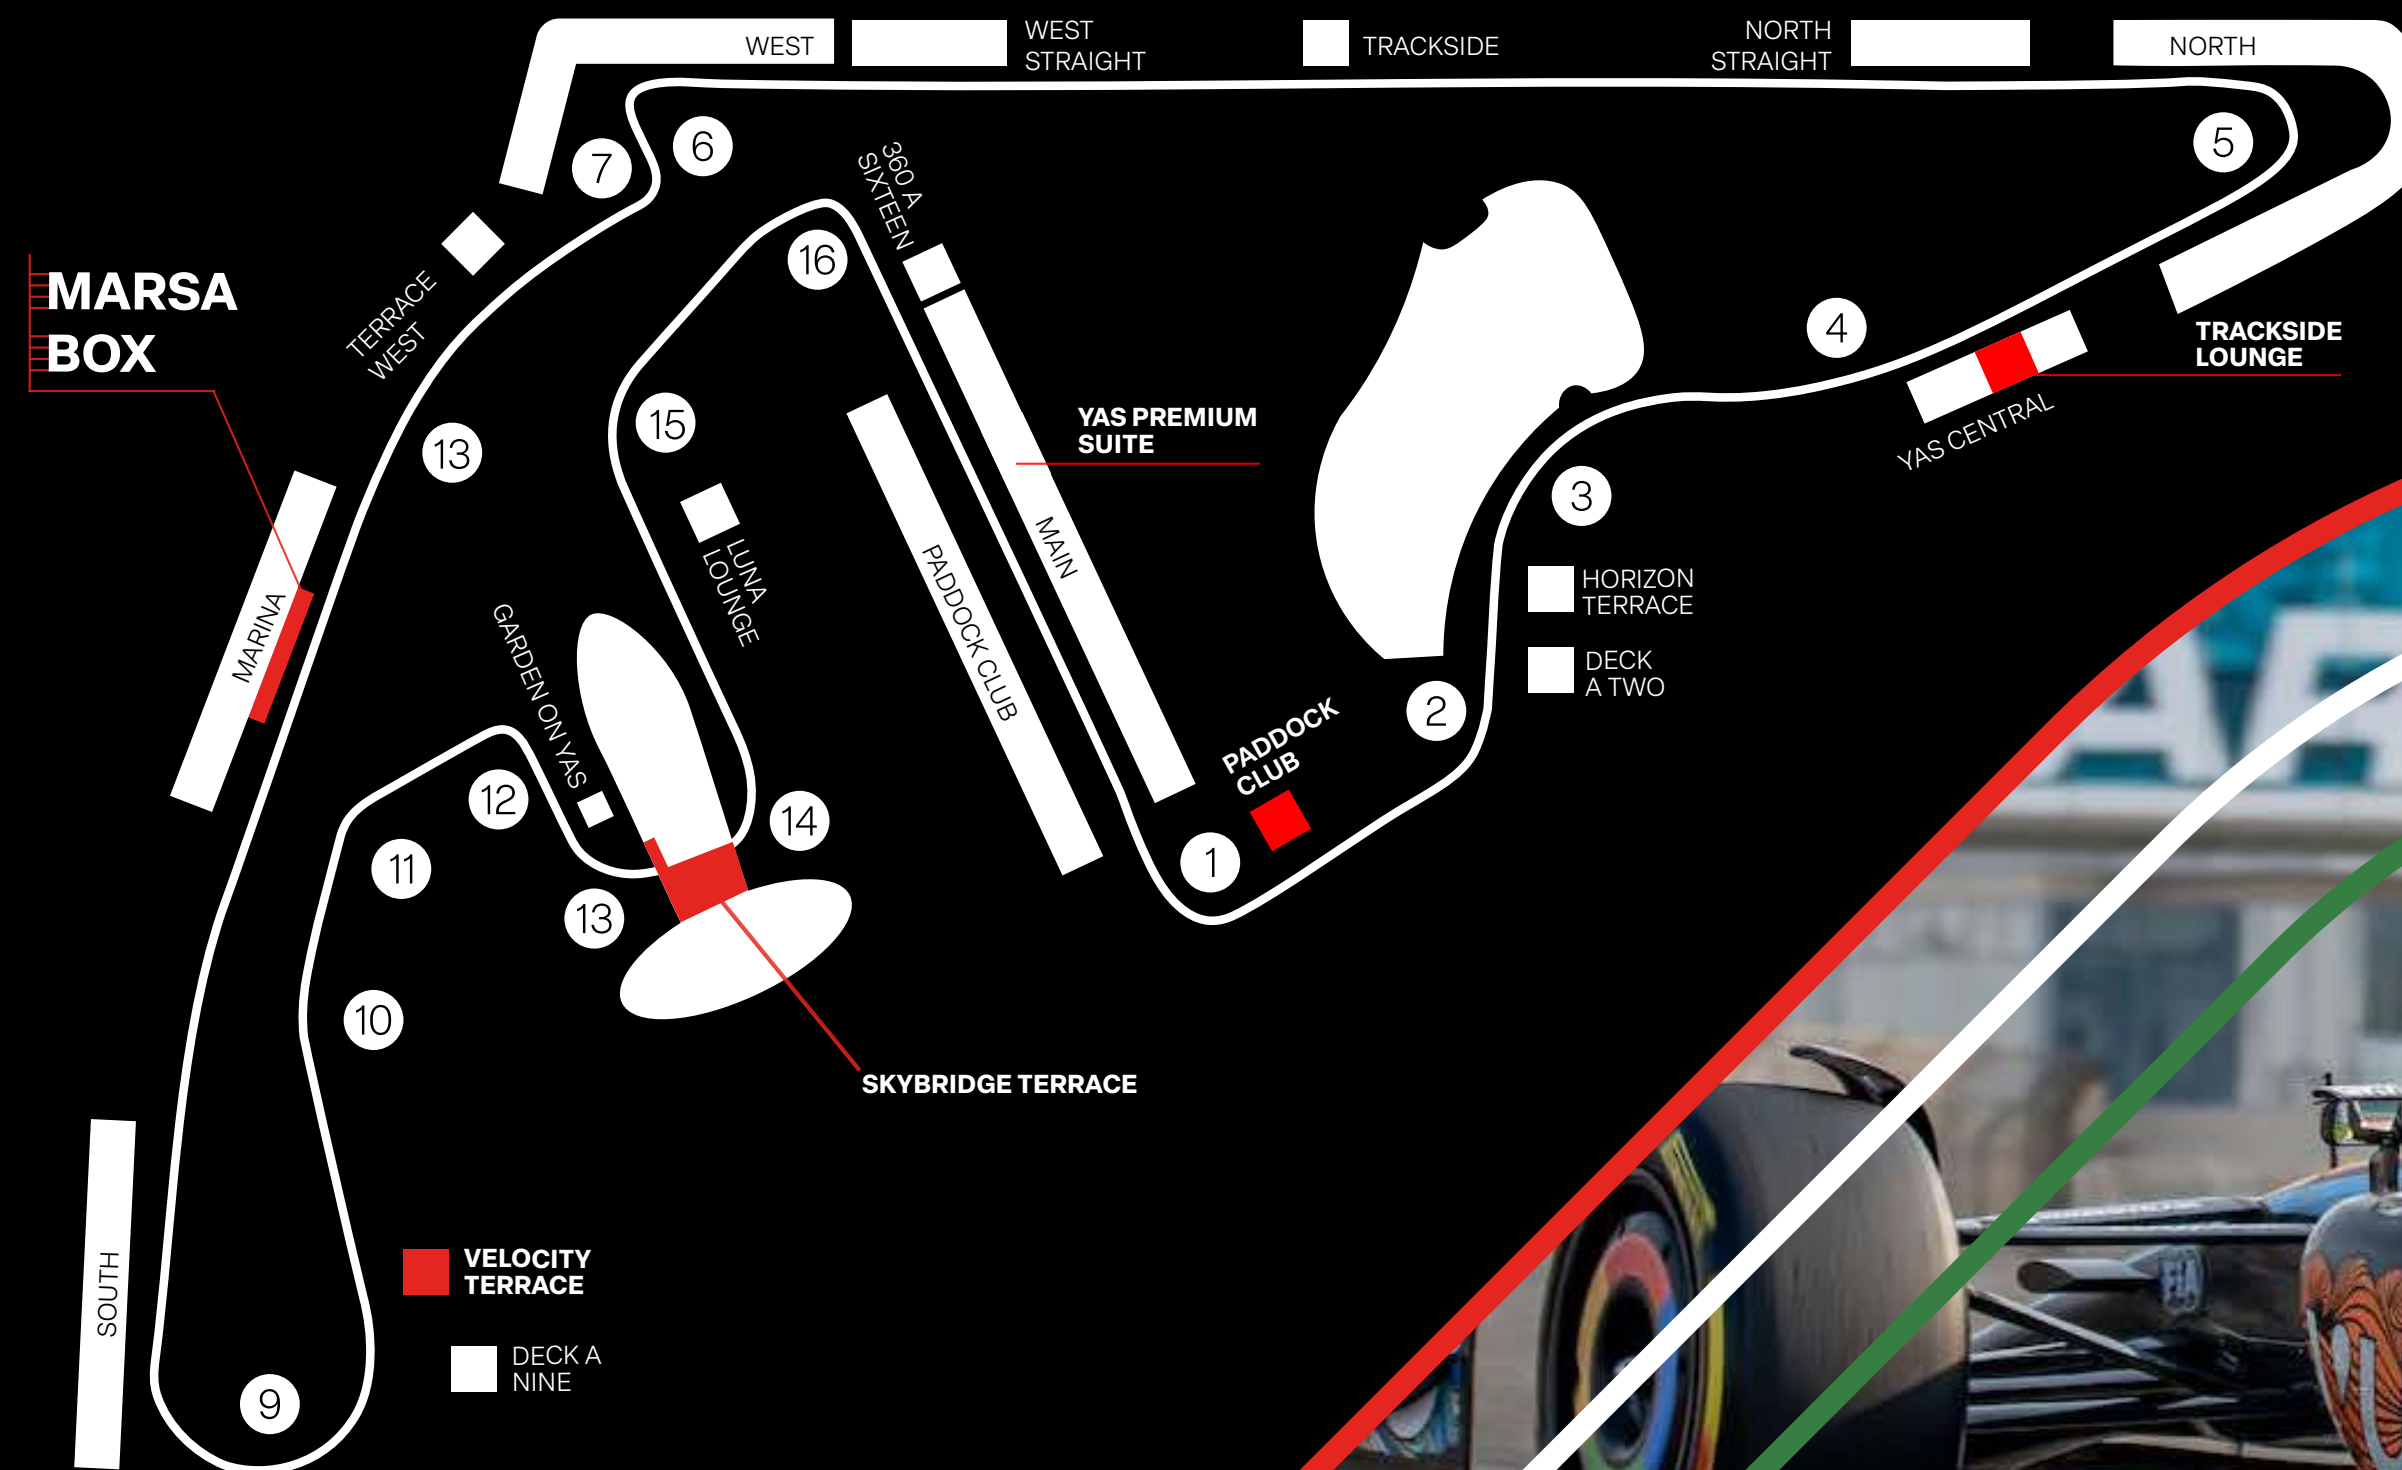 WEST
WEST
STRAIGHT
TRACKSIDE
NORTH
STRAIGHT
NORTH
5
6
7
360 A
SIXTEEN
16
TERRACE
WEST
MARSA
BOX
4
TRACKSIDE
LOUNGE
YAS CENTRAL
15
13
YAS PREMIUM
SUITE
3
MAIN
LUNA
LOUNGE
HORIZON
TERRACE
DECK
A TWO
MARINA
PADDOCK CLUB
GARDEN ON YAS
2
PADDOCK
CLUB
12
14
1
11
13
10
SKYBRIDGE TERRACE
VELOCITY
TERRACE
SOUTH
DECK A
NINE
9